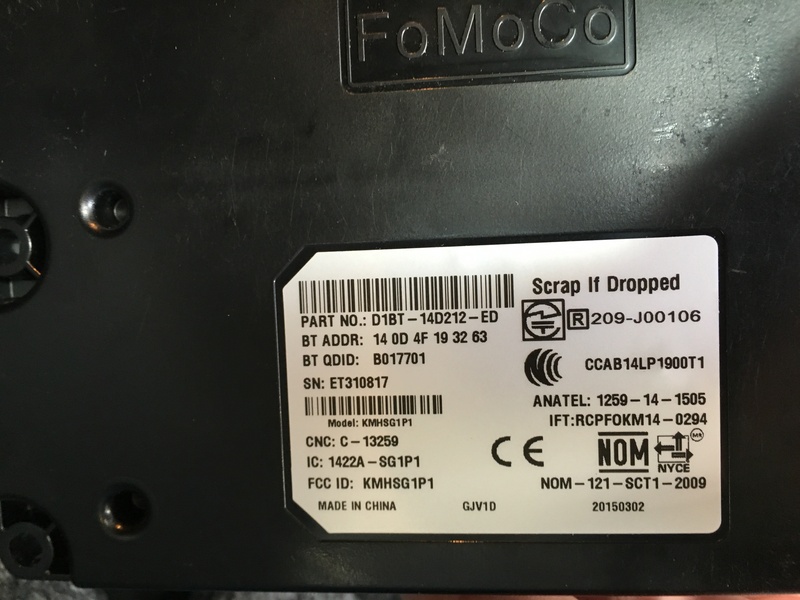 FoMoCo
Scrap If Dropped
PART NO.: D1BT-14D212-ED
R 209-J00106
BT ADDR: 14 0D 4F 19 32 63
BT QDID: B017701
CCAB14LP1900T1
SN: ET310817
ANATEL: 1259-14-1505
IFT:RCPFOKM14-0294
Model: KMHSG1P1
CNC: C-13259
CE
NOM
MR
NYCE
IC: 1422A-SG1P1
FCC ID: KMHSG1P1
NOM-121-SCT1-2009
MADE IN CHINA
GJV1D
20150302